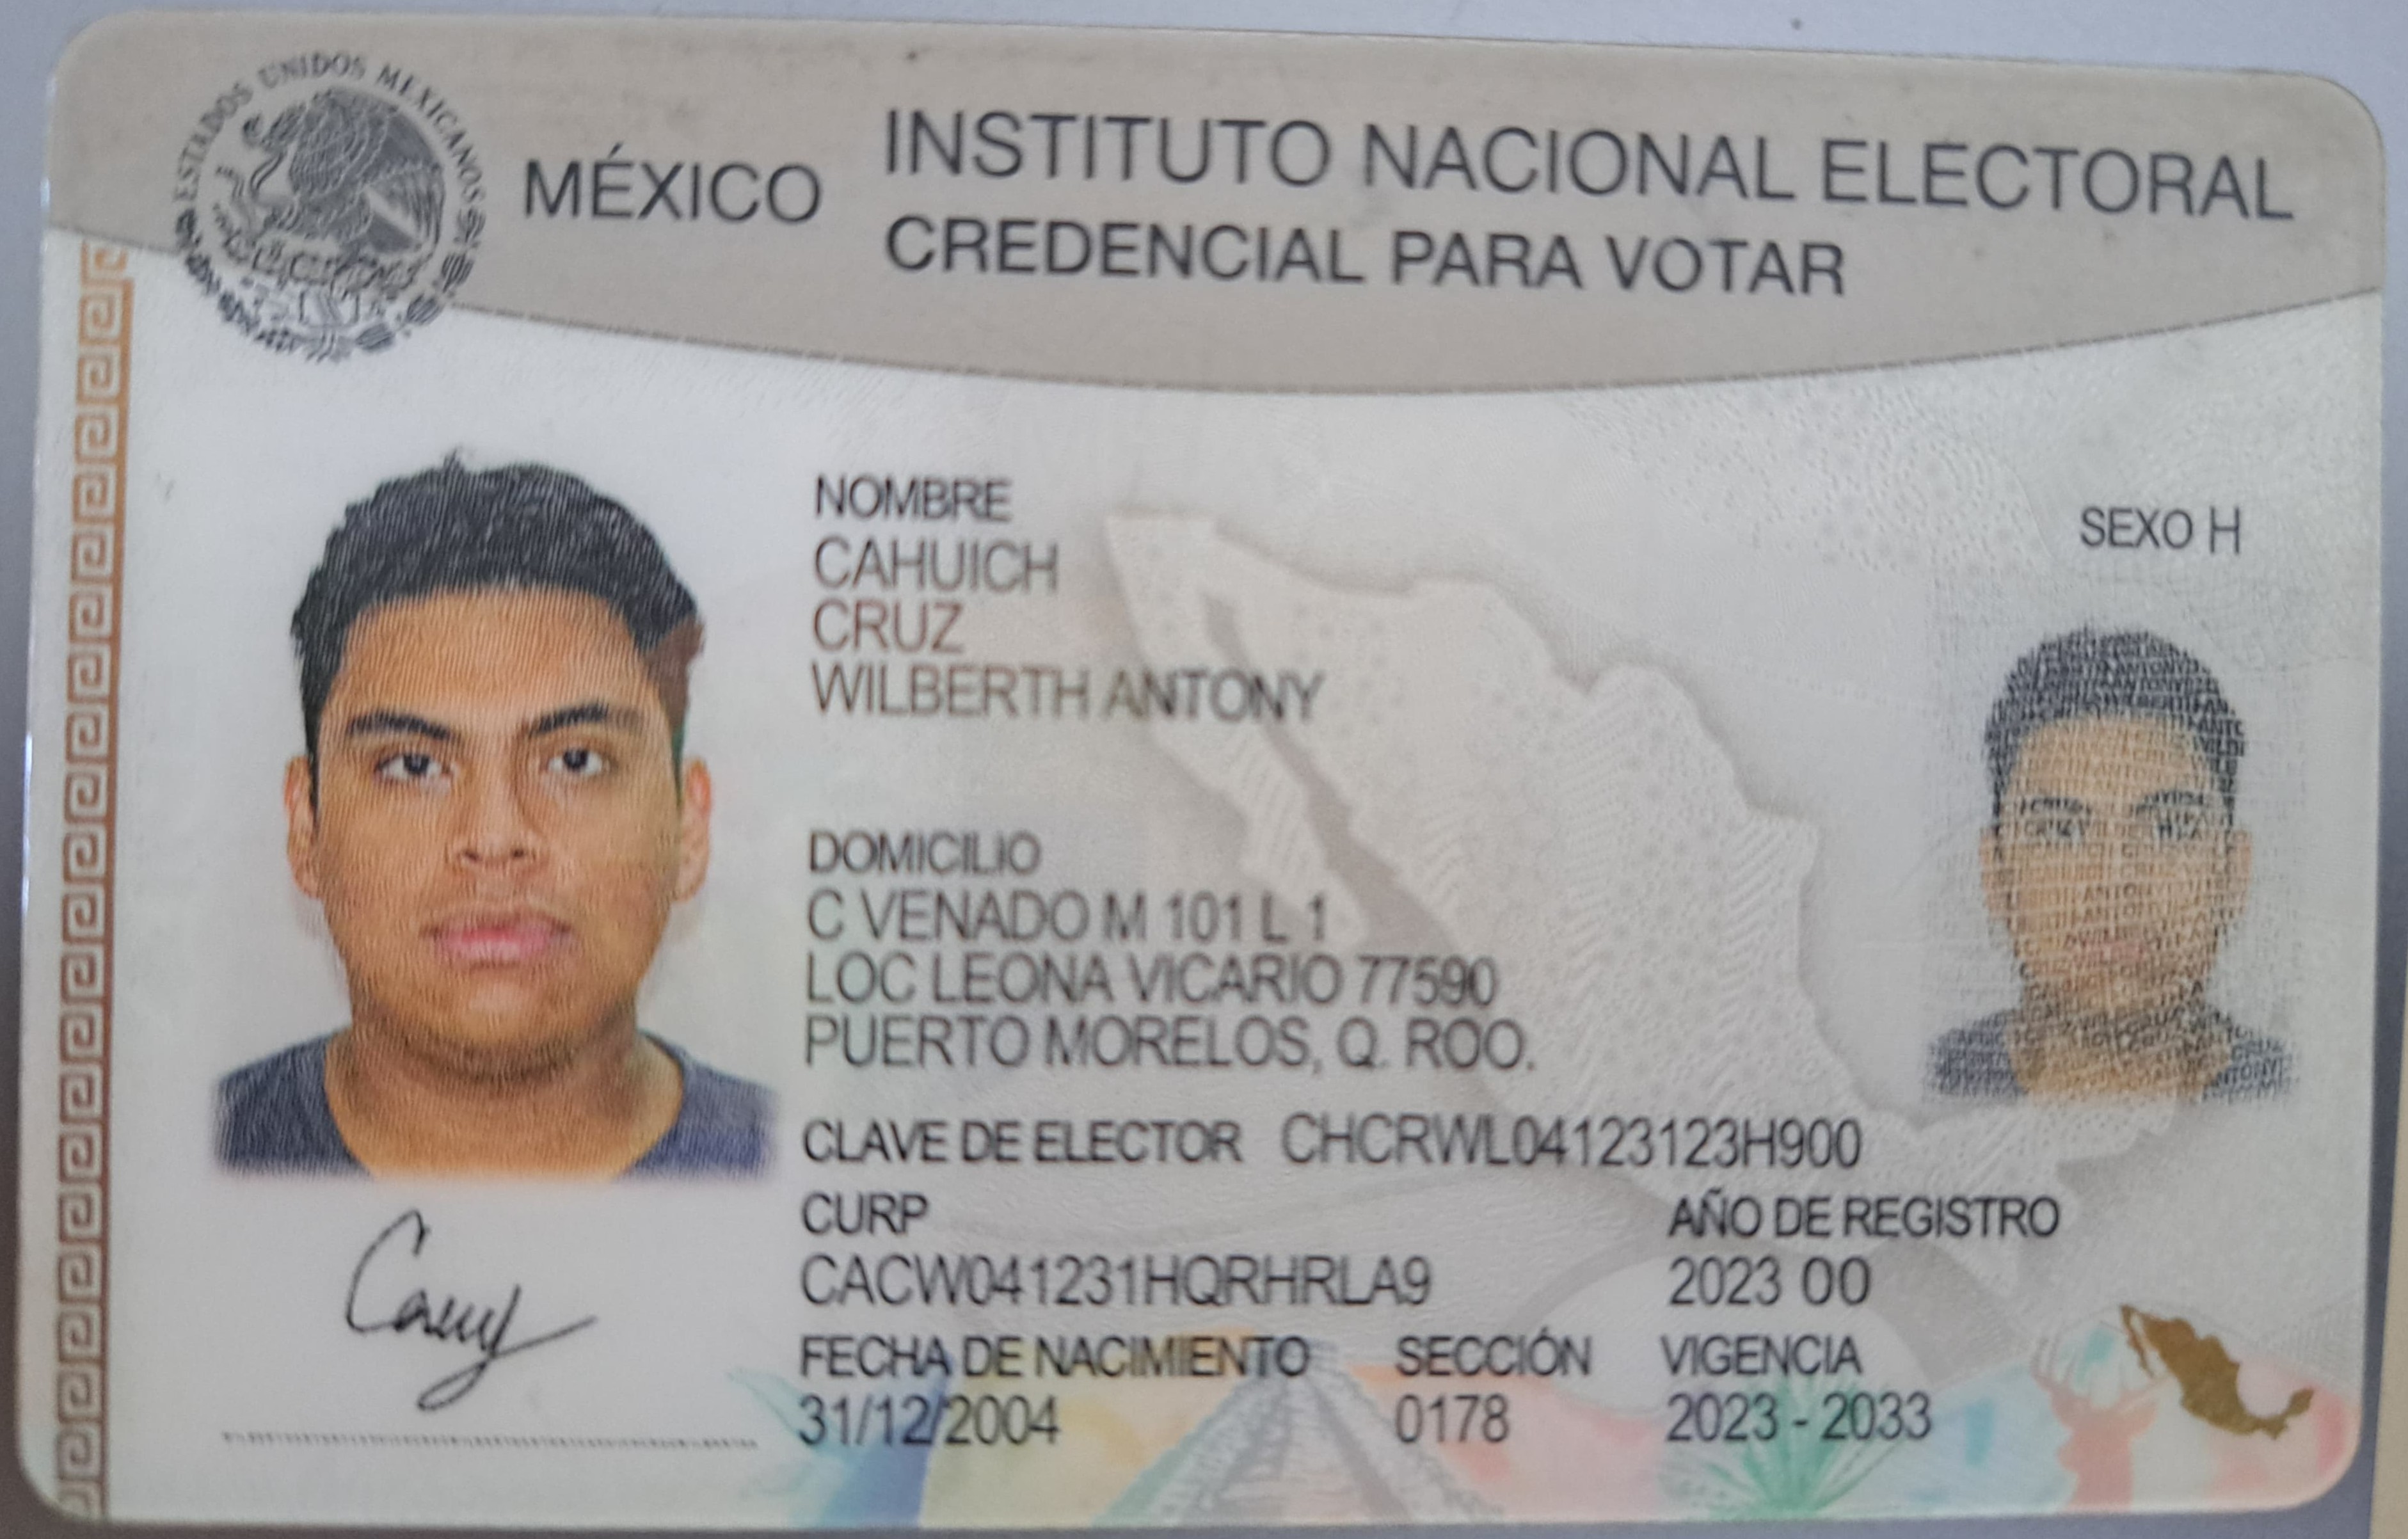 ESTADOS UNIDOS MEXICANOS
MÉXICO
INSTITUTO NACIONAL ELECTORAL
CREDENCIAL PARA VOTAR
NOMBRE
CAHUICH
CRUZ
WILBERTH ANTONY
SEXO H
DOMICILIO
C VENADO M 101 L 1
LOC LEONA VICARIO 77590
PUERTO MORELOS, Q. ROO.
CLAVE DE ELECTOR CHCRWL04123123H900
CURP
CACW041231HQRHRLA9
AÑO DE REGISTRO
2023 00
FECHA DE NACIMIENTO
31/12/2004
SECCIÓN
0178
VIGENCIA
2023 - 2033